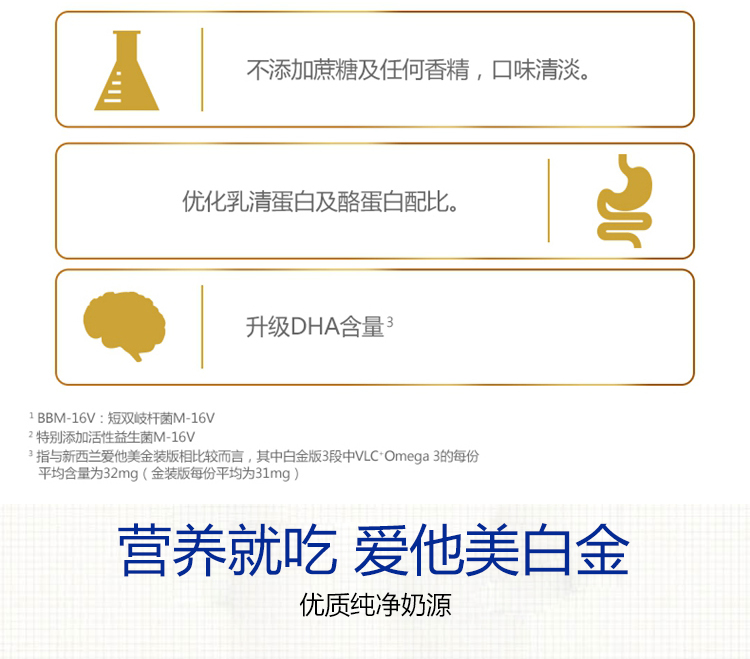 不添加蔗糖及任何香精，口味清淡。
优化乳清蛋白及酪蛋白配比。
升级DHA含量³
¹ BBM-16V：短双岐杆菌M-16V
² 特别添加活性益生菌M-16V
³ 指与新西兰爱他美金装版相比较而言，其中白金版3段中VLC⁺Omega 3的每份
平均含量为32mg（金装版每份平均为31mg）
营养就吃 爱他美白金
优质纯净奶源